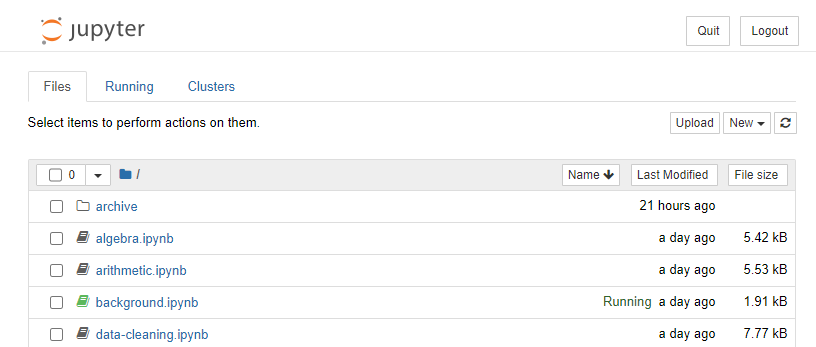 jupyter Quit Logout
Files Running Clusters
Select items to perform actions on them. Upload New
0 / Name Last Modified File size
archive 21 hours ago
algebra.ipynb a day ago 5.42 kB
arithmetic.ipynb a day ago 5.53 kB
background.ipynb Running a day ago 1.91 kB
data-cleaning.ipynb a day ago 7.77 kB